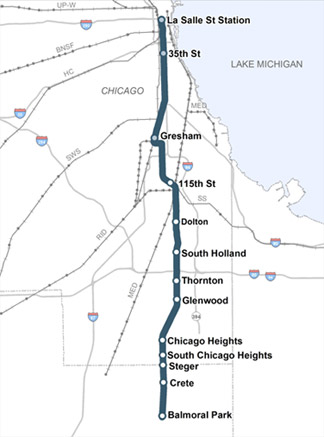 UP-W
La Salle St Station
BNSF
35th St
LAKE MICHIGAN
HC
CHICAGO
MED
Gresham
SWS
115th St
SS
Dolton
RID
South Holland
Thornton
MED
Glenwood
394
Chicago Heights
South Chicago Heights
Steger
Crete
Balmoral Park